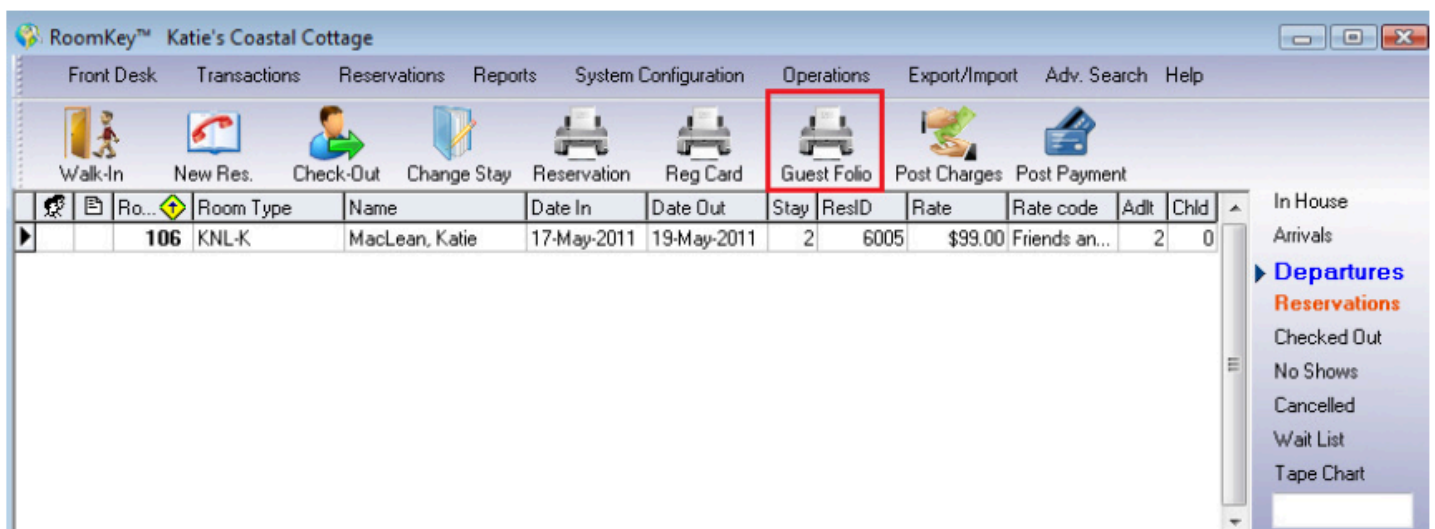 RoomKey™ Katie's Coastal Cottage
Front Desk Transactions Reservations Reports System Configuration Operations Export/Import Adv. Search Help
Walk-In New Res. Check-Out Change Stay Reservation Reg Card Guest Folio Post Charges Post Payment
Ro... Room Type Name Date In Date Out Stay ResID Rate Rate code Adlt Chld
106 KNL-K MacLean, Katie 17-May-2011 19-May-2011 2 6005 $99.00 Friends an... 2 0
In House
Arrivals
Departures
Reservations
Checked Out
No Shows
Cancelled
Wait List
Tape Chart